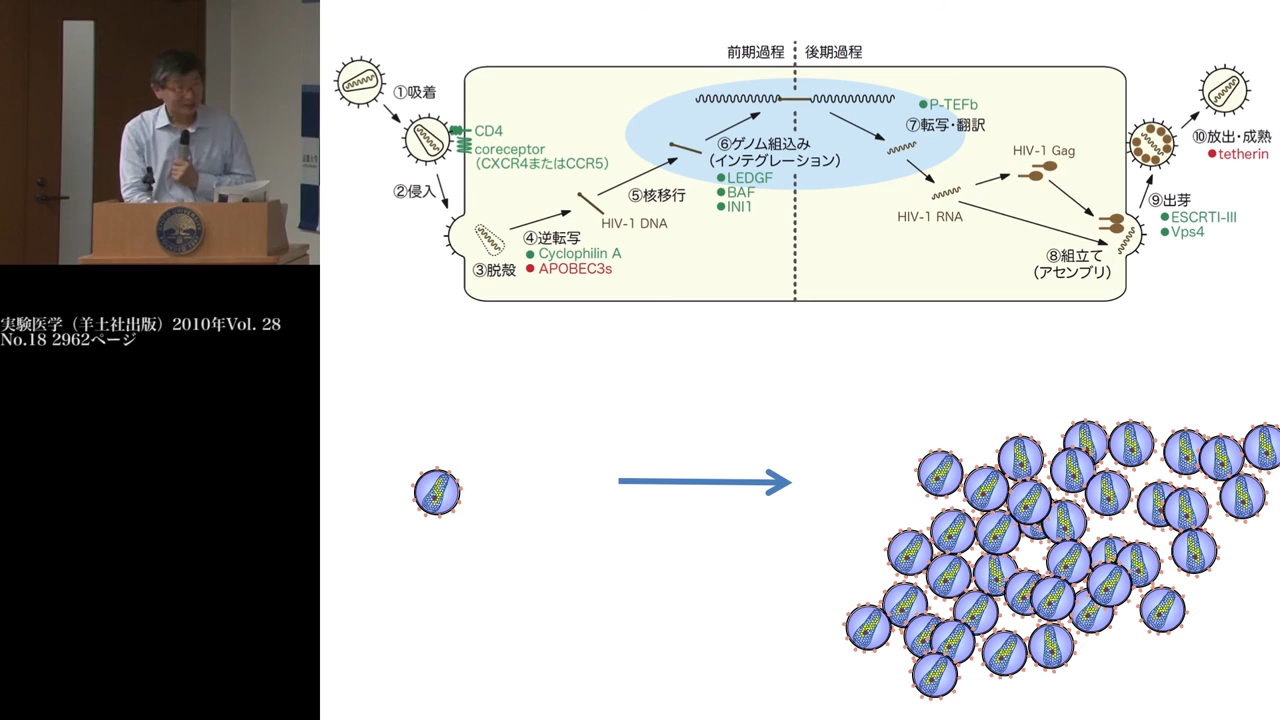 前期過程
後期過程
①吸着
CD4
coreceptor
(CXCR4またはCCR5)
②侵入
③脱殻
④逆転写
Cyclophilin A
APOBEC3s
HIV-1 DNA
⑤核移行
⑥ゲノム組込み
(インテグレーション)
LEDGF
BAF
INI1
P-TEFb
⑦転写・翻訳
HIV-1 RNA
HIV-1 Gag
⑧組立て
(アセンブリ)
⑨出芽
ESCRTI-III
Vps4
⑩放出・成熟
tetherin
実験医学（羊土社出版）2010年Vol. 28
No.18 2962ページ